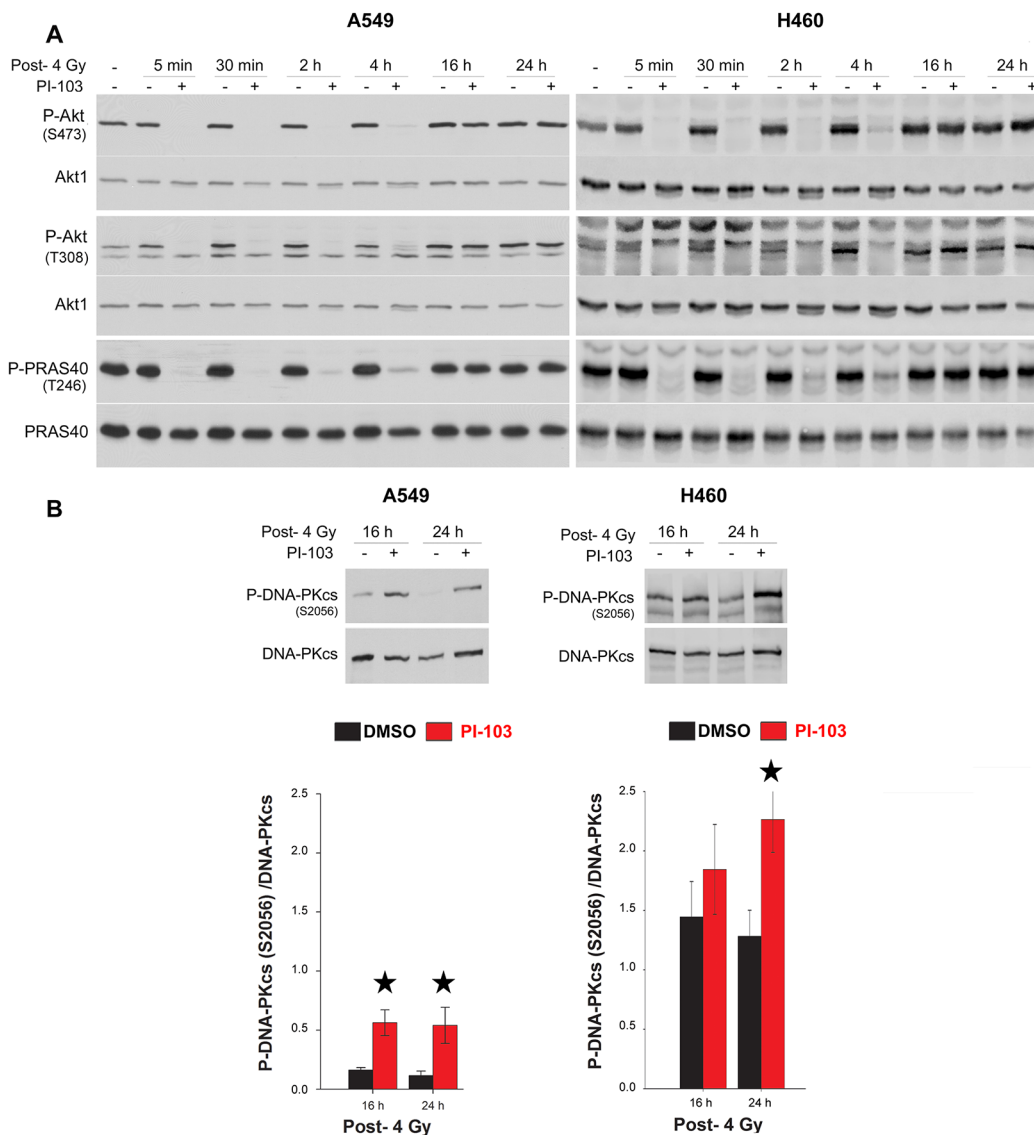 A549 H460
A
Post- 4 Gy - 5 min 30 min 2 h 4 h 16 h 24 h - 5 min 30 min 2 h 4 h 16 h 24 h
PI-103 - + - + - + - + - + - + - + - + - + - + - + - +
P-Akt
(S473)
Akt1
P-Akt
(T308)
Akt1
P-PRAS40
(T246)
PRAS40
B
A549 H460
Post- 4 Gy 16 h 24 h
PI-103 - + - +
P-DNA-PKcs
(S2056)
DNA-PKcs
Post- 4 Gy 16 h 24 h
PI-103 - + - +
P-DNA-PKcs
(S2056)
DNA-PKcs
DMSO PI-103
P-DNA-PKcs (S2056) /DNA-PKcs
2.5
2.0
1.5
1.0
0.5
0.0
16 h 24 h
Post- 4 Gy
DMSO PI-103
P-DNA-PKcs (S2056) /DNA-PKcs
2.5
2.0
1.5
1.0
0.5
0.0
16 h 24 h
Post- 4 Gy